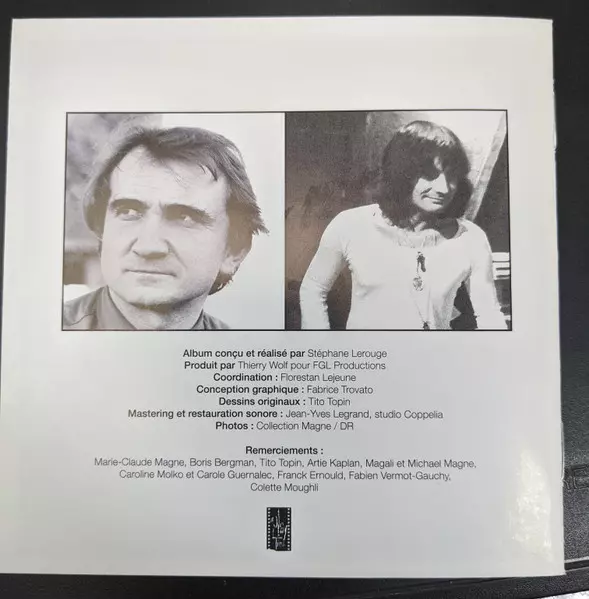 Album conçu et réalisé par Stéphane Lerouge
Produit par Thierry Wolf pour FGL Productions
Coordination : Florestan Lejeune
Conception graphique : Fabrice Trovato
Dessins originaux : Tito Topin
Mastering et restauration sonore : Jean-Yves Legrand, studio Coppelia
Photos : Collection Magne / DR
Remerciements :
Marie-Claude Magne, Boris Bergman, Tito Topin, Artie Kaplan, Magali et Michael Magne,
Caroline Molko et Carole Guernalec, Franck Ernould, Fabien Vermot-Gauchy,
Colette Moughli